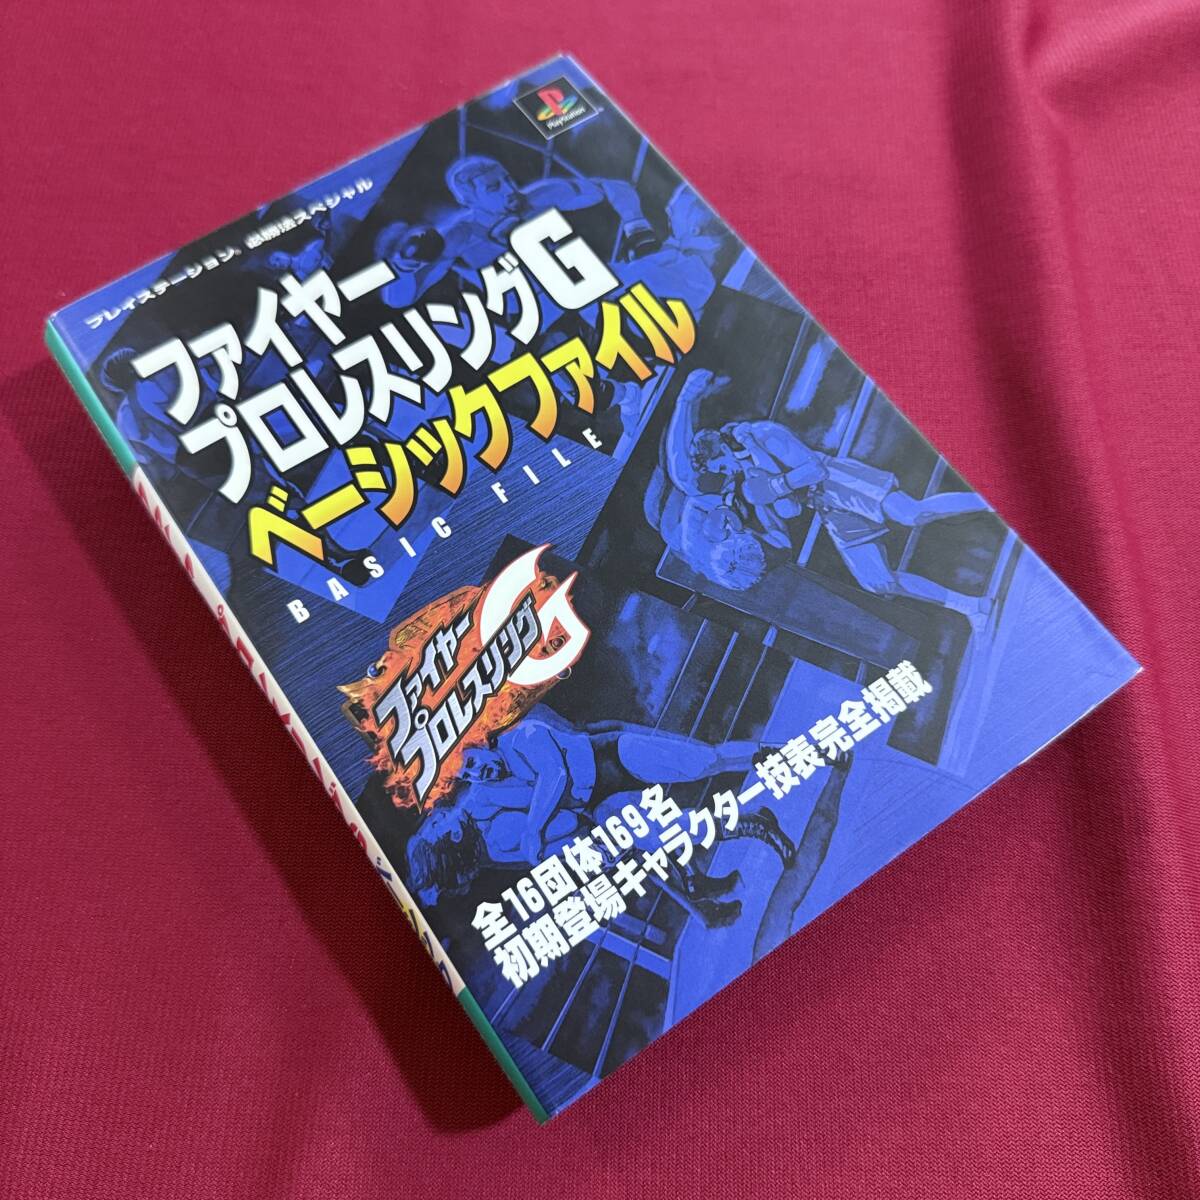 PlayStation
プレイステーション® 必勝法スペシャル
ファイヤー
プロレスリングG
ベーシックファイル
BASIC FILE
ファイヤー
プロレスリング
G
全16団体169名
初期登場キャラクター技表完全掲載